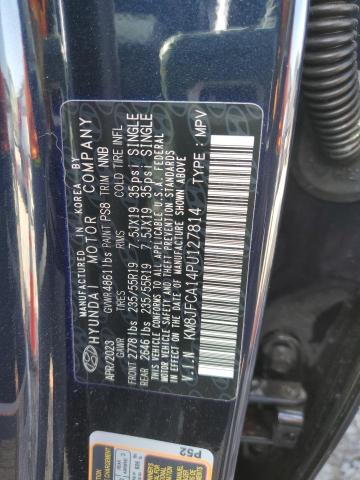 MANUFACTURED IN KOREA BY
HYUNDAI MOTOR COMPANY
GVWR 4861 lbs PAINT PS8 TRIM NNB
APR/2023 GAWR TIRES RIMS COLD TIRE INFL
FRONT 2778 lbs 235/55R19 7.5JX19 35psi SINGLE
REAR 2646 lbs 235/55R19 7.5JX19 35psi SINGLE
THIS VEHICLE CONFORMS TO ALL APPLICABLE U.S.A. FEDERAL
MOTOR VEHICLE SAFETY AND BUMPER STANDARDS IN EFFECT
ON THE DATE OF MANUFACTURE SHOWN ABOVE.
V.I.N. : KM8JFCA14PU127814 TYPE : MPV
P52